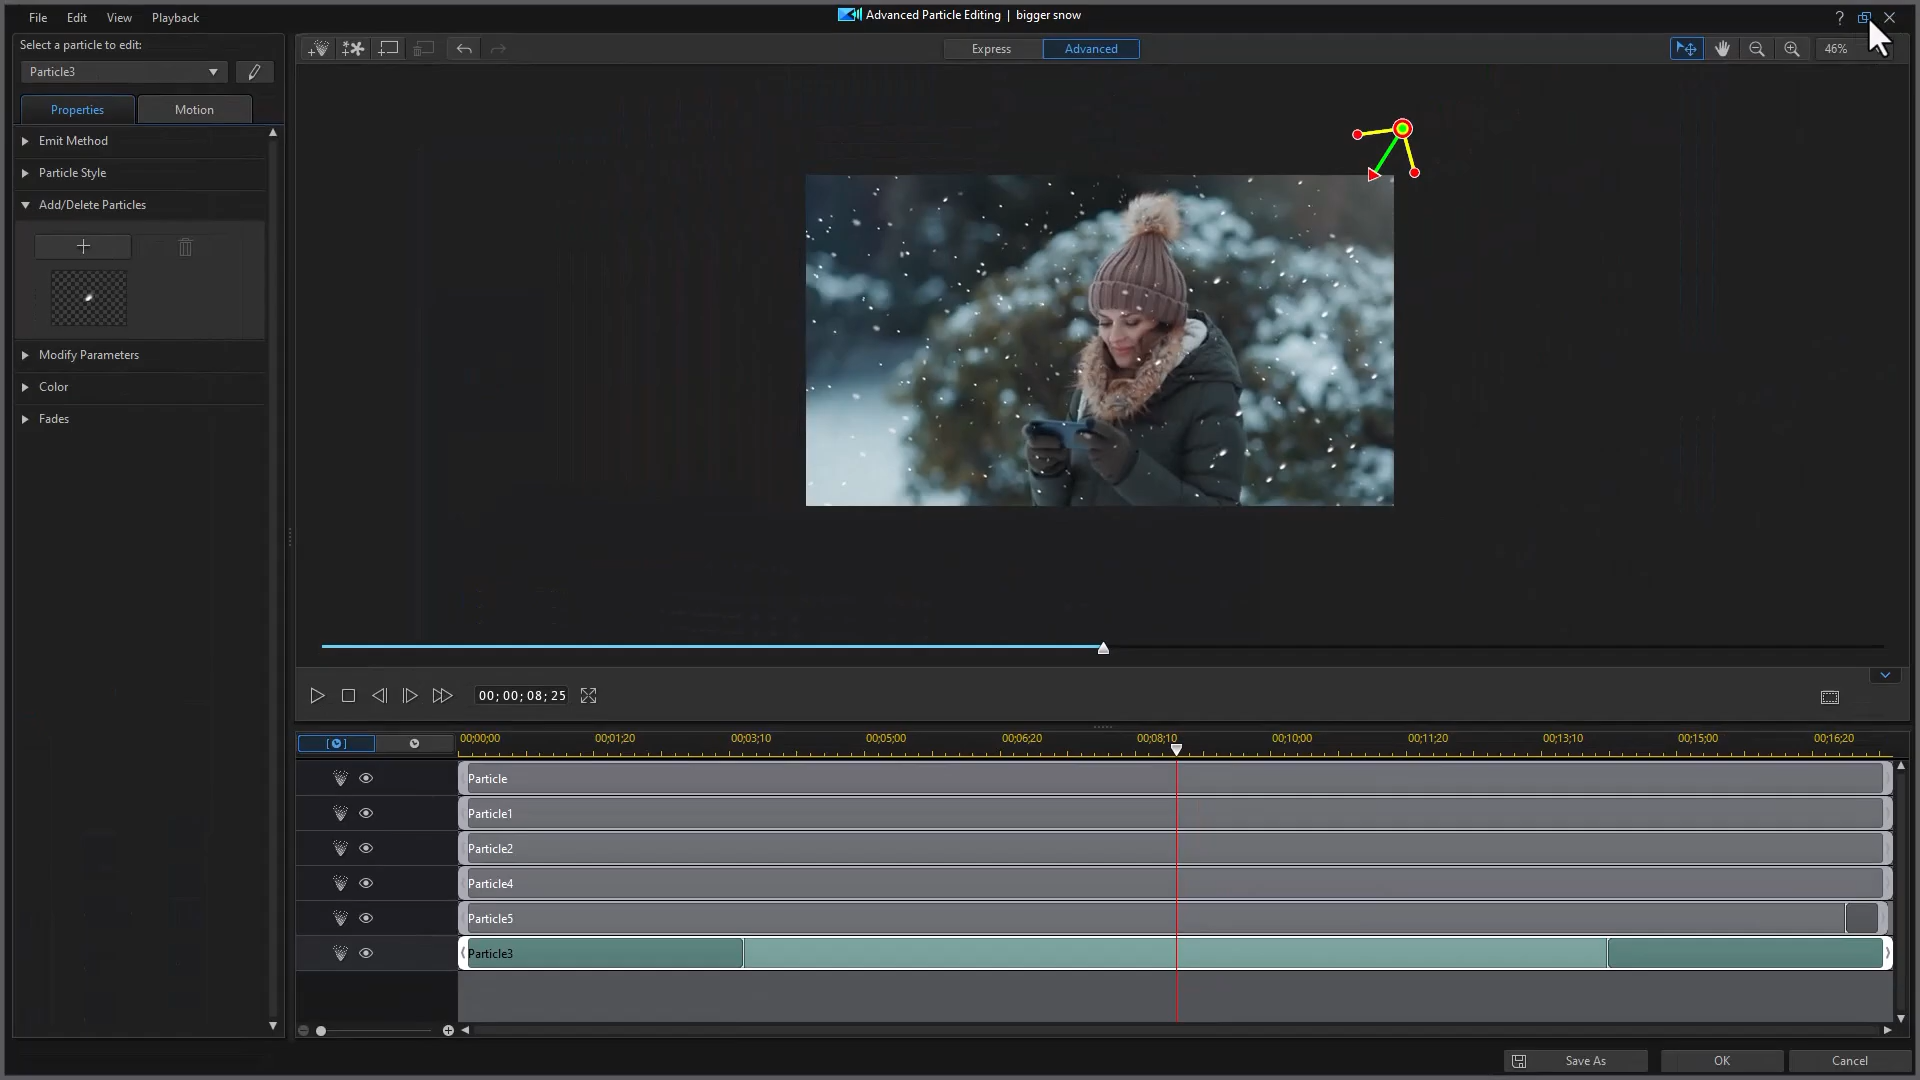 File Edit View Playback
Advanced Particle Editing | bigger snow
?
Select a particle to edit:
Particle3
Express Advanced
46%
Properties Motion
Emit Method
Particle Style
Add/Delete Particles
Modify Parameters
Color
Fades
00;00;08;25
00;00;00 00;01;20 00;03;10 00;05;00 00;06;20 00;08;10 00;10;00 00;11;20 00;13;10 00;15;00 00;16;20
Particle
Particle1
Particle2
Particle4
Particle5
Particle3
Save As OK Cancel